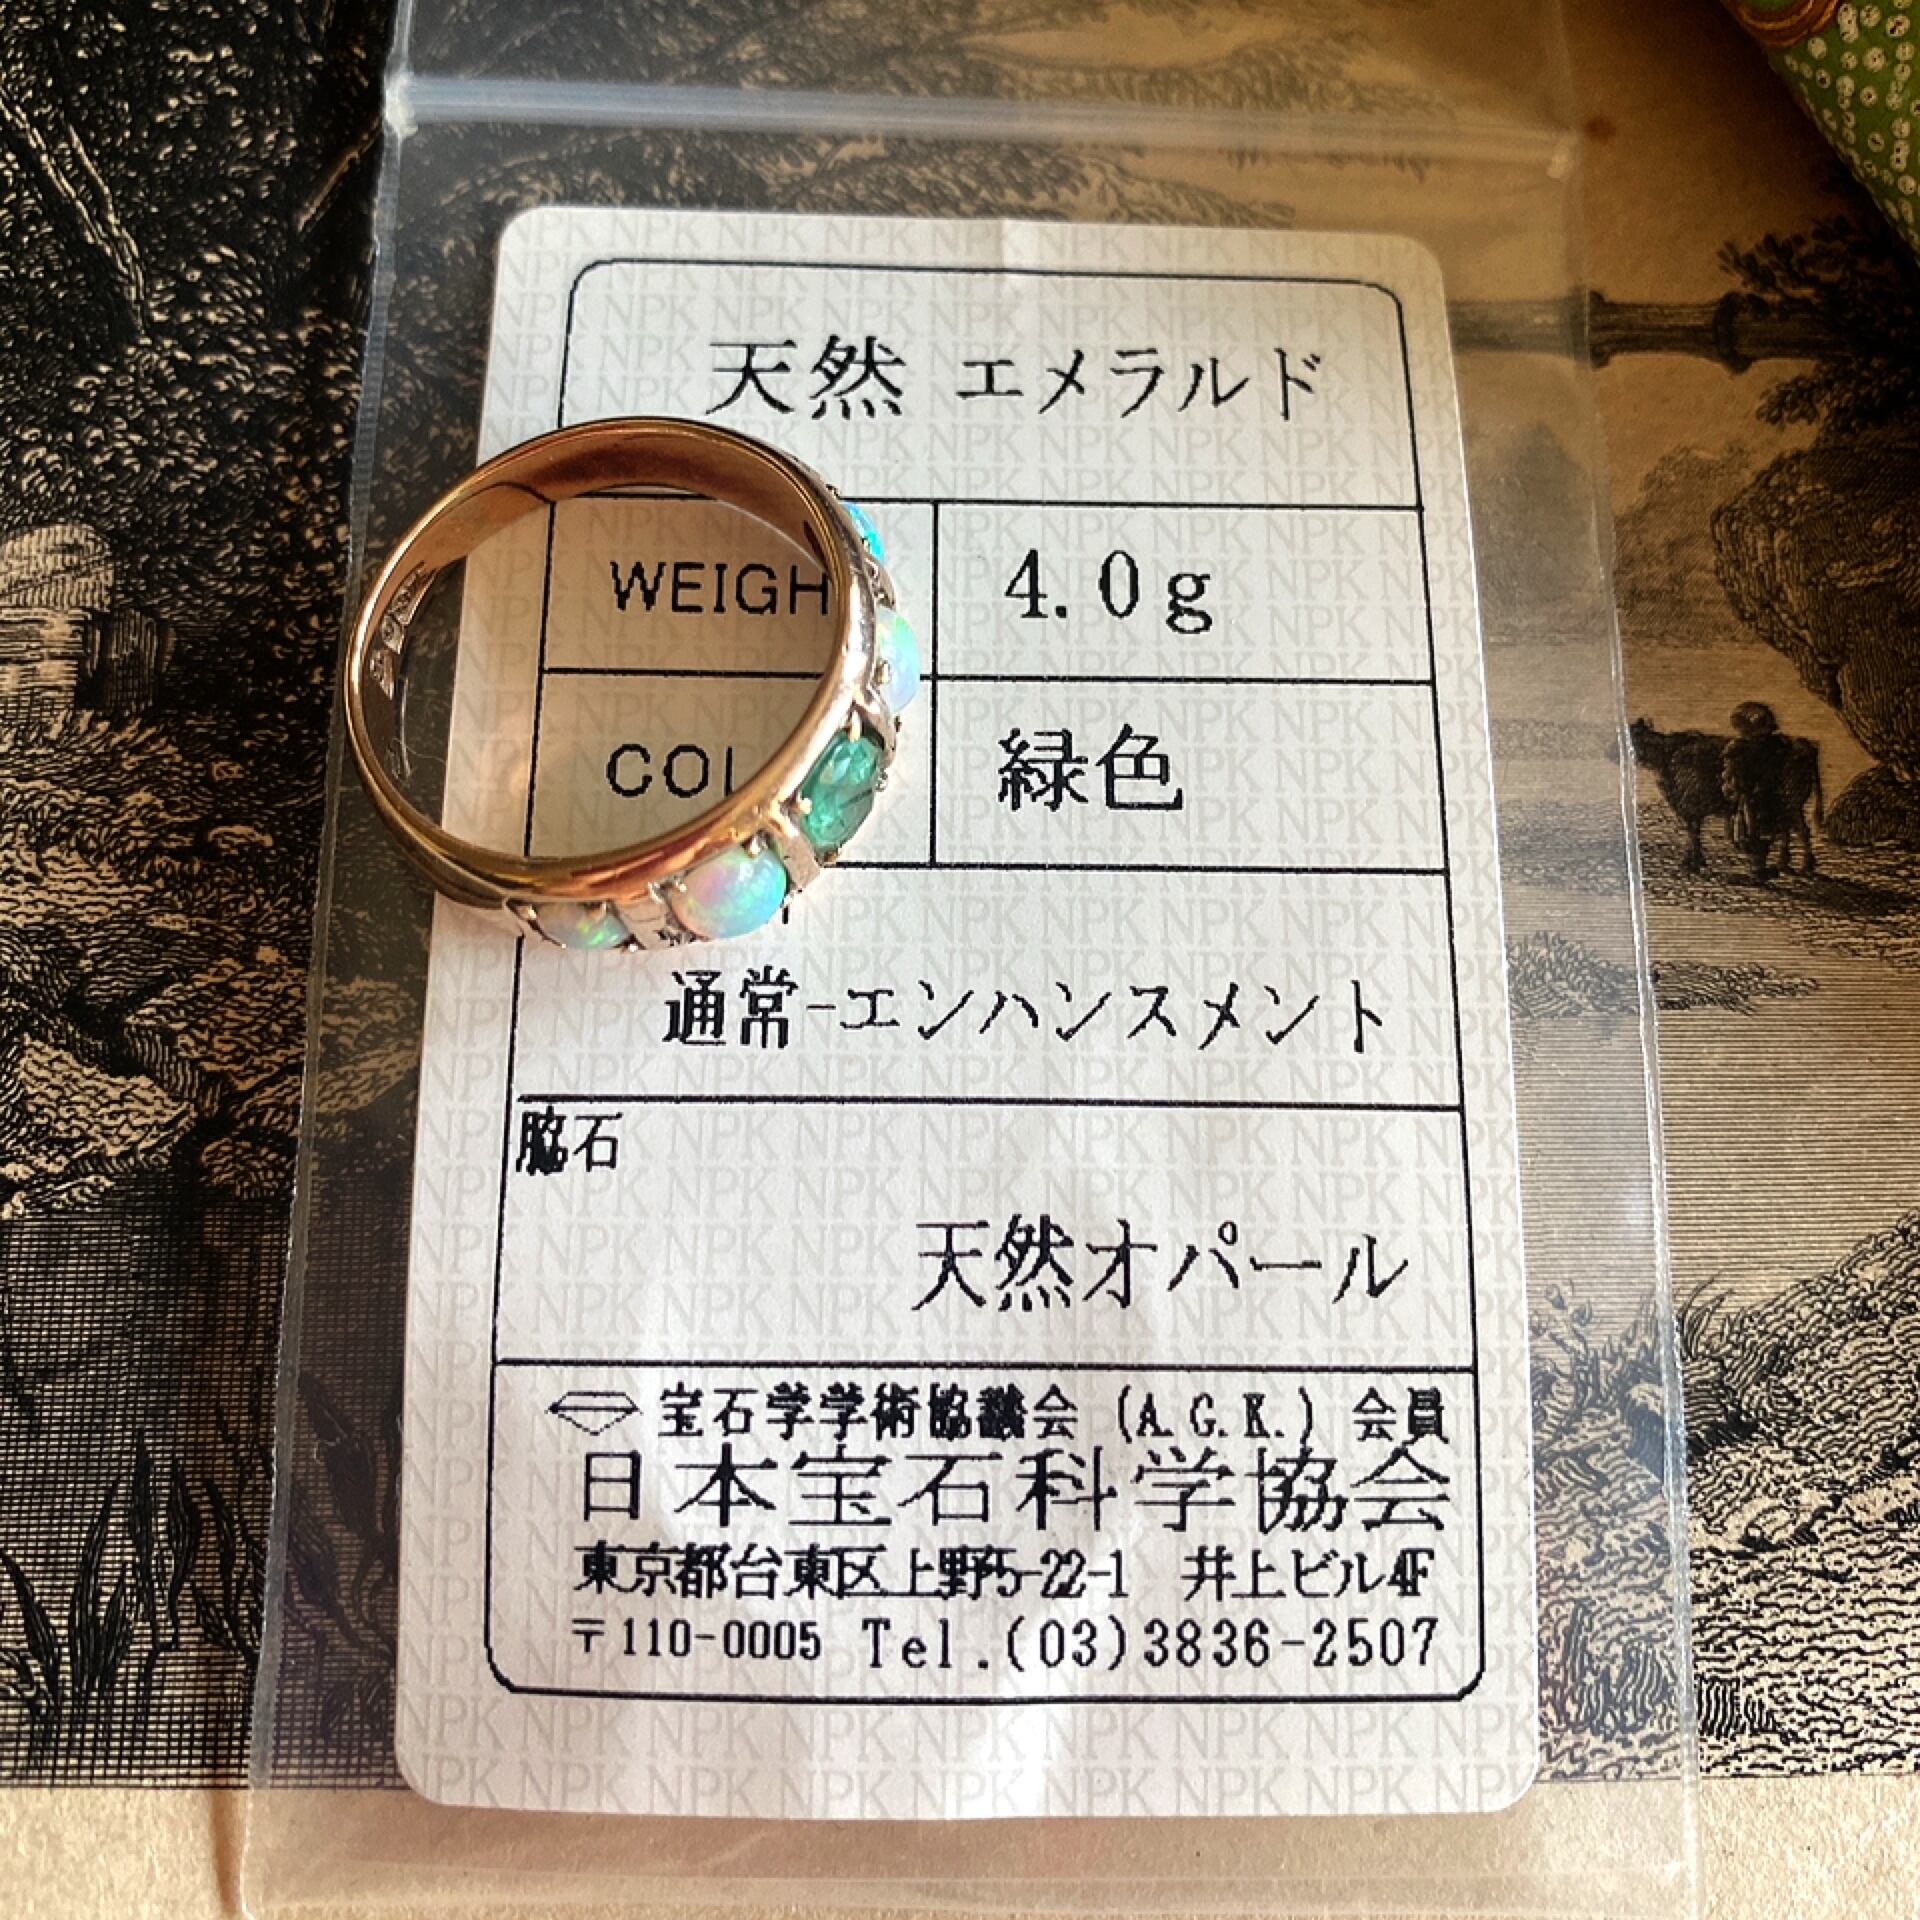 天然 エメラルド
WEIGH 4.0g
COL 緑色
通常-エンハンスメント
脇石
天然オパール
宝石学学術協議会 (A.G.K.) 会員
日本宝石科学協会
東京都台東区上野5-22-1 井上ビル4F
〒110-0005 Tel.(03)3836-2507